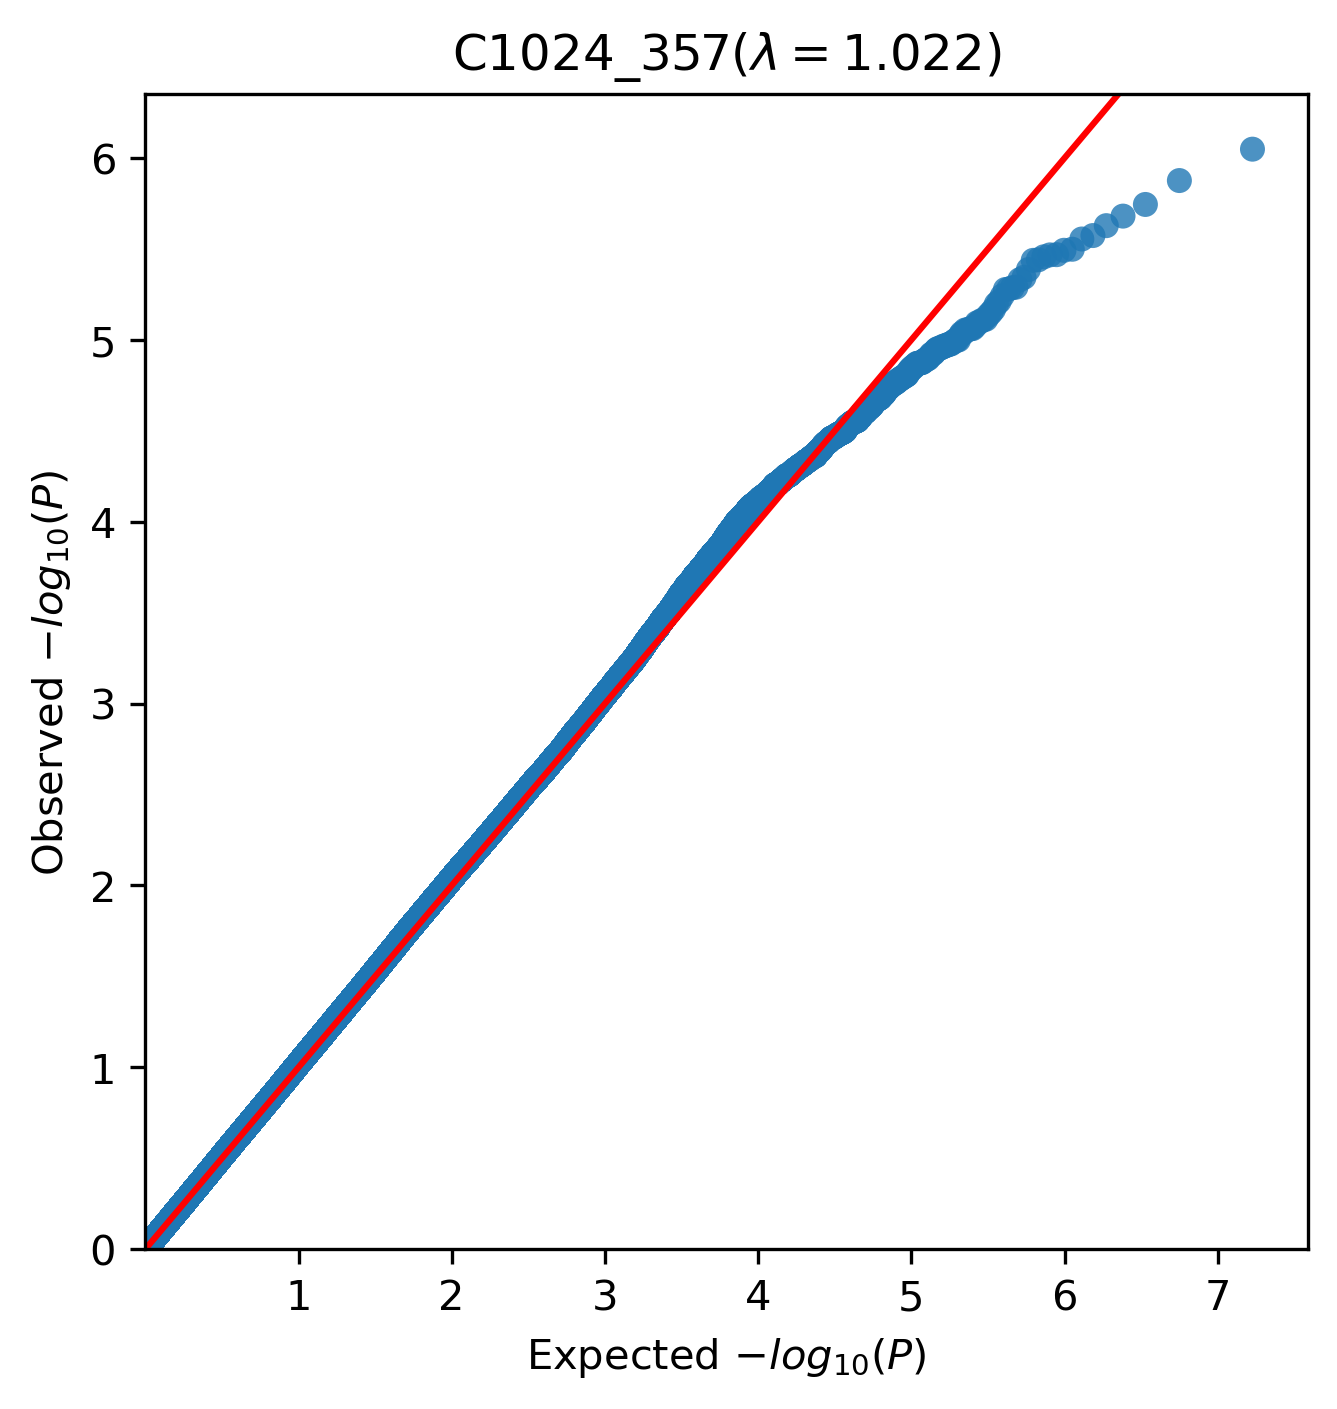 C1024_357(λ = 1.022)
6
5
4
3
2
1
0
Observed −log₁₀(P)
1 2 3 4 5 6 7
Expected −log₁₀(P)